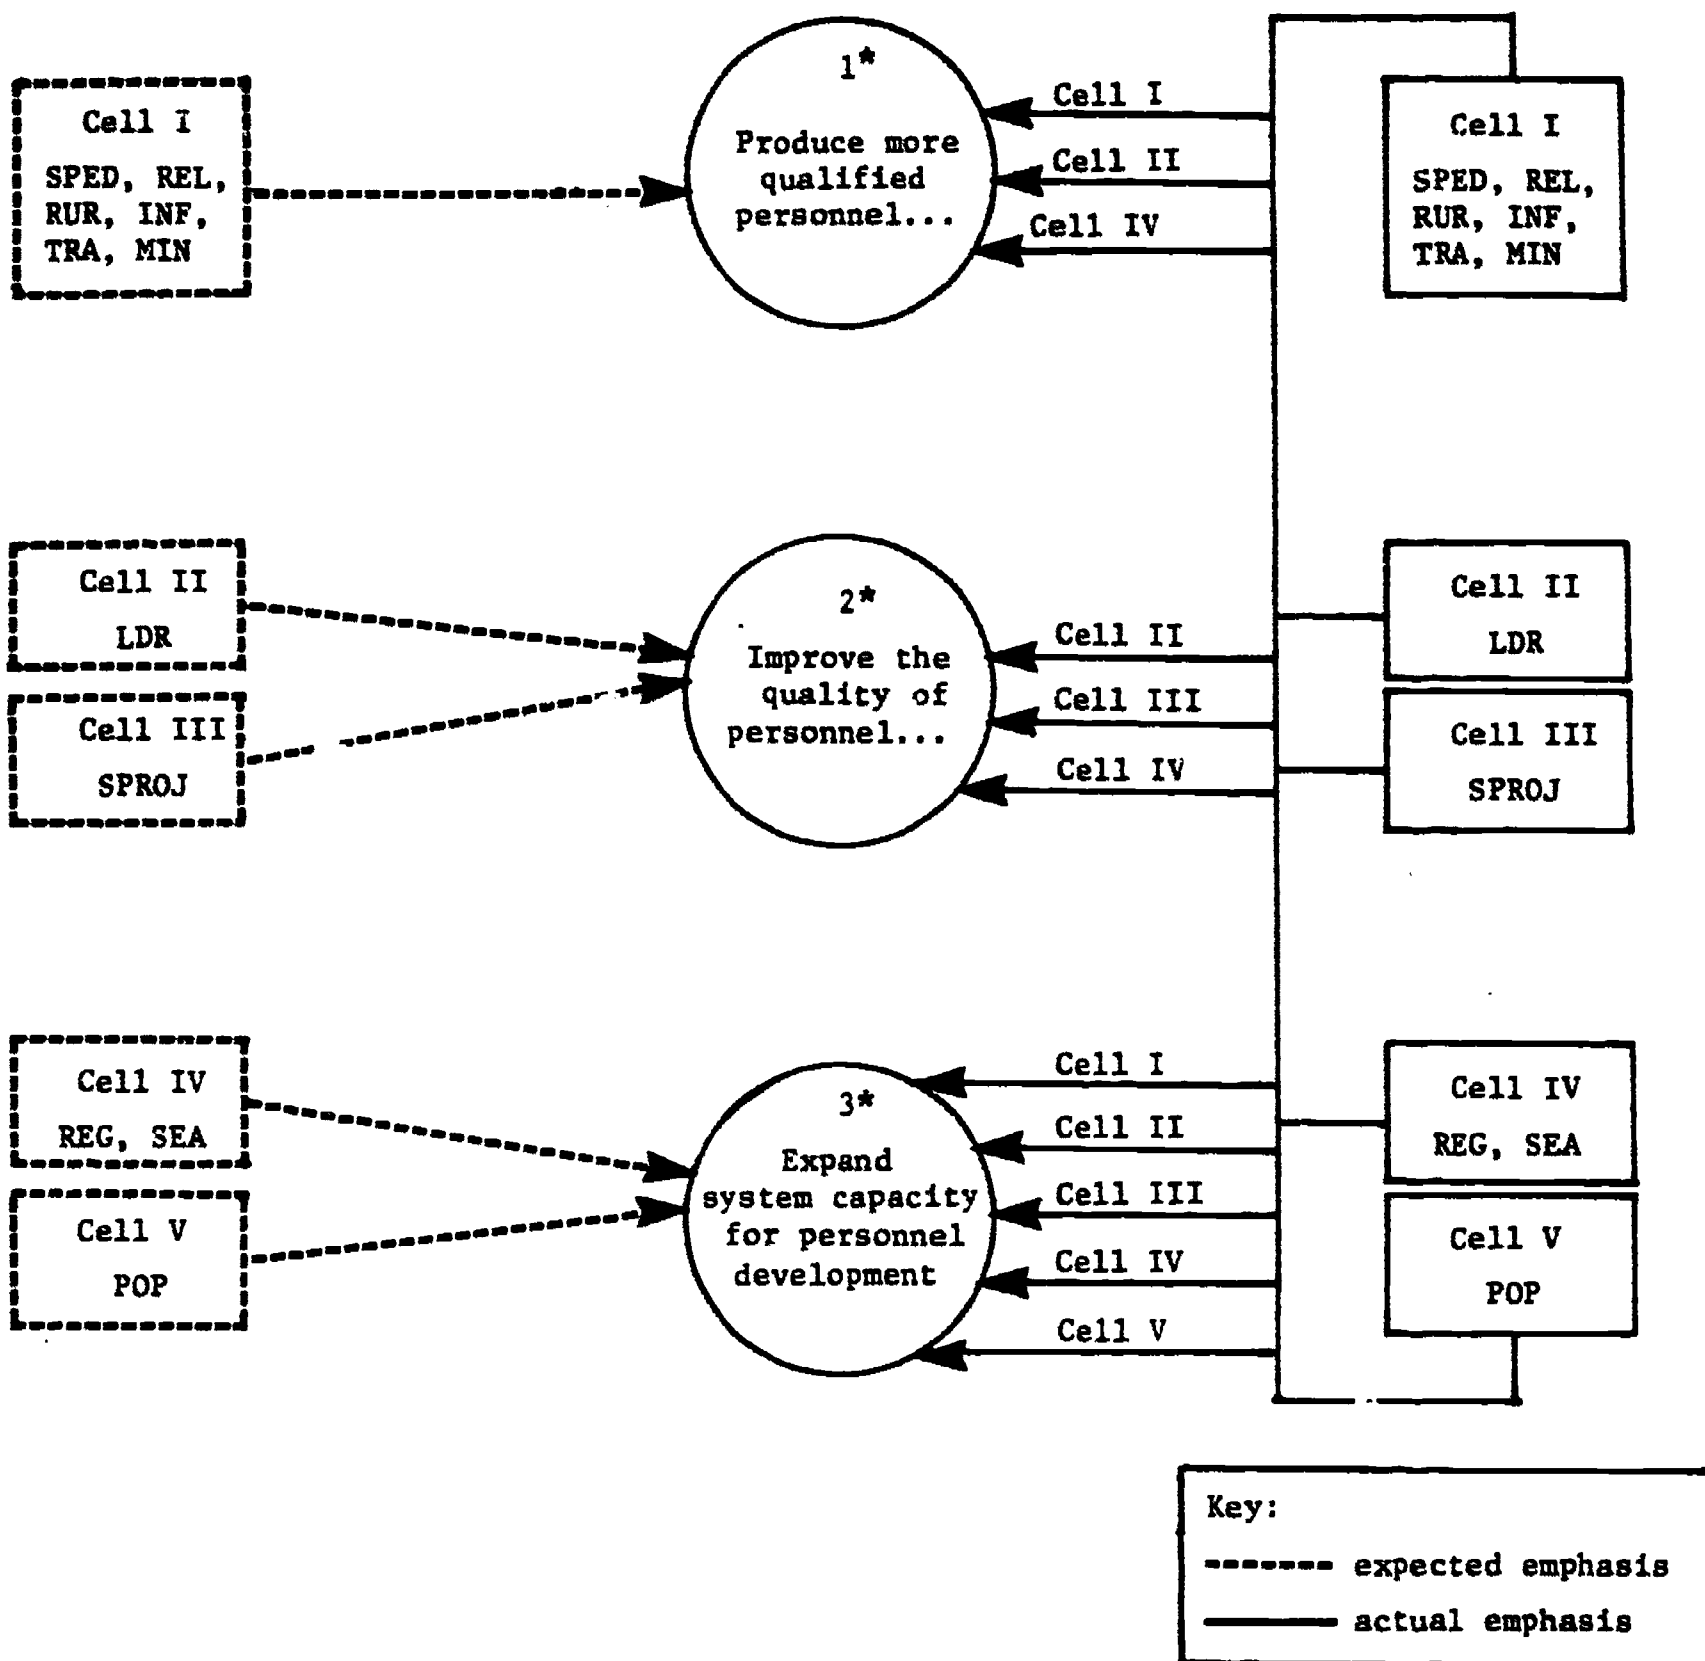 Cell I
SPED, REL,
RUR, INF,
TRA, MIN
1*
Produce more
qualified
personnel...
Cell I
Cell II
Cell IV
Cell I
SPED, REL,
RUR, INF,
TRA, MIN
Cell II
LDR
Cell III
SPROJ
2*
Improve the
quality of
personnel...
Cell II
Cell III
Cell IV
Cell II
LDR
Cell III
SPROJ
Cell IV
REG, SEA
Cell V
POP
3*
Expand
system capacity
for personnel
development
Cell I
Cell II
Cell III
Cell IV
Cell V
Cell IV
REG, SEA
Cell V
POP
Key:
expected emphasis
actual emphasis